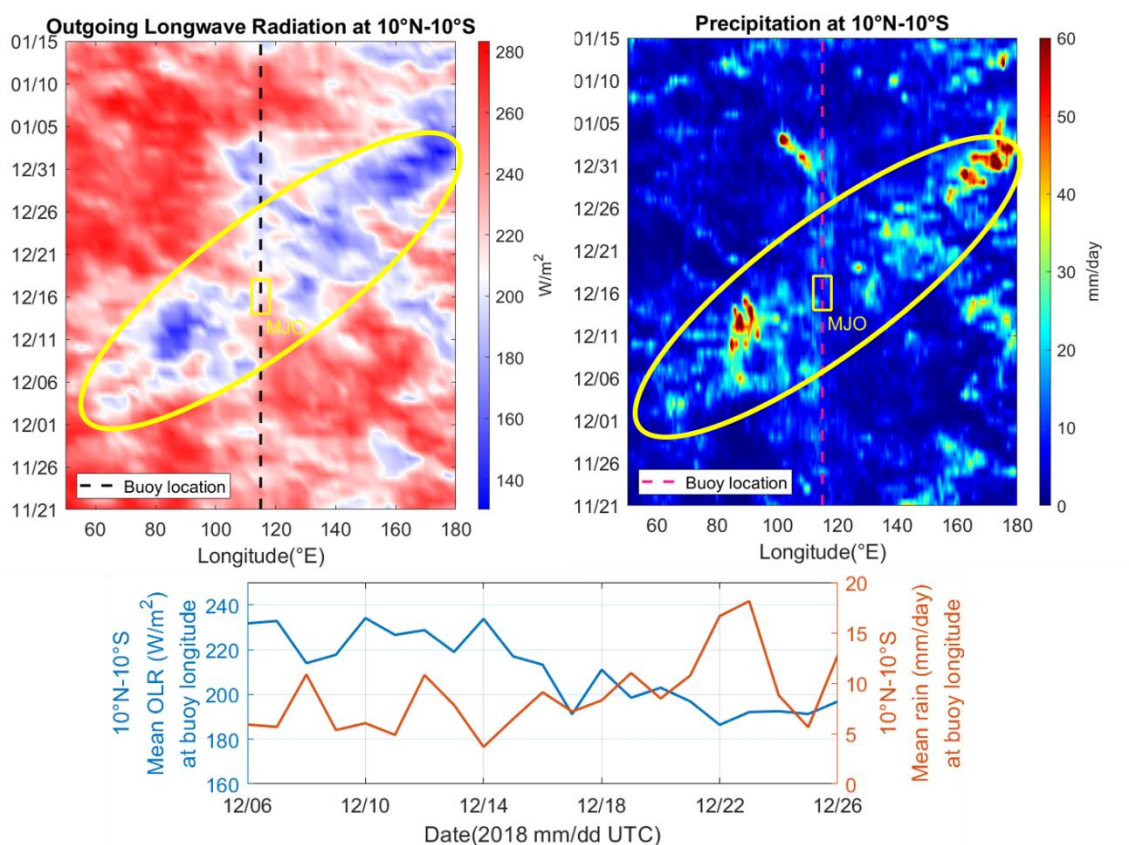 Outgoing Longwave Radiation at 10°N-10°S
01/15
01/10
01/05
12/31
12/26
12/21
12/16
12/11
12/06
12/01
11/26
11/21
MJO
Buoy location
60 80 100 120 140 160 180
Longitude(°E)
280
260
240
220
200
180
160
140
W/m²
Precipitation at 10°N-10°S
01/15
01/10
01/05
12/31
12/26
12/21
12/16
12/11
12/06
12/01
11/26
11/21
MJO
Buoy location
60 80 100 120 140 160 180
Longitude(°E)
60
50
40
30
20
10
0
mm/day
10°N-10°S
Mean OLR (W/m²)
at buoy longitude
240
220
200
180
160
12/06 12/10 12/14 12/18 12/22 12/26
Date(2018 mm/dd UTC)
20
15
10
5
0
10°N-10°S
Mean rain (mm/day)
at buoy longitude